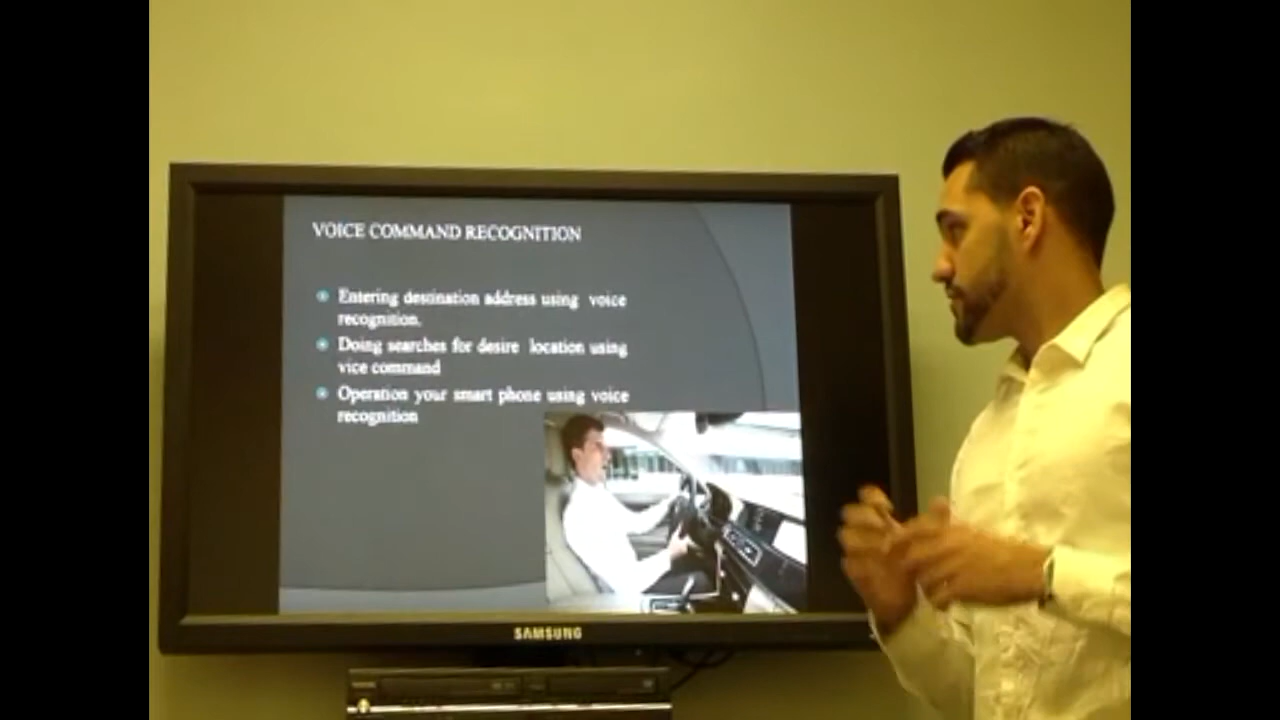 VOICE COMMAND RECOGNITION
Entering destination address using voice
recognition.
Doing searches for desire location using
vice command
Operation your smart phone using voice
recognition
SAMSUNG